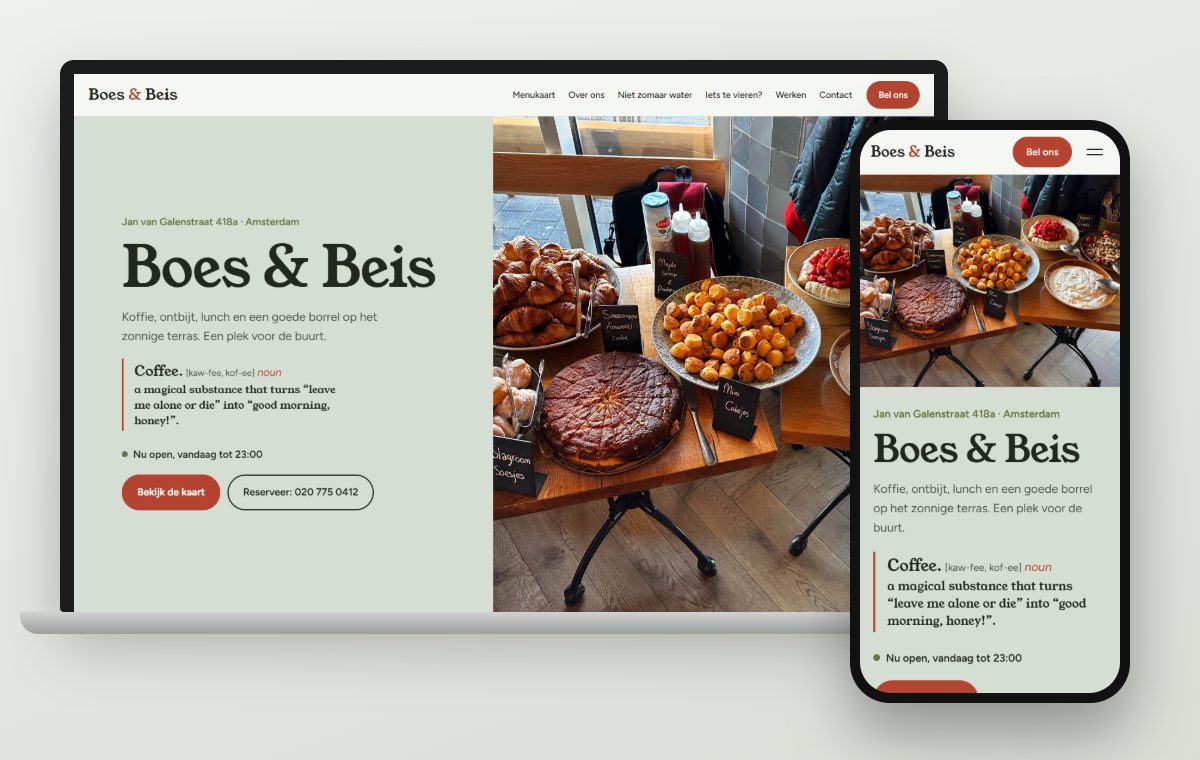 Boes & Beis
Menukaart Over ons Niet zomaar water Iets te vieren? Werken Contact Bel ons
Jan van Galenstraat 418a · Amsterdam
Boes & Beis
Koffie, ontbijt, lunch en een goede borrel op het
zonnige terras. Een plek voor de buurt.
Coffee. [kaw-fee, kof-ee] noun
a magical substance that turns “leave
me alone or die” into “good morning,
honey!”.
Nu open, vandaag tot 23:00
Bekijk de kaart Reserveer: 020 775 0412
Maple
Mini
Cakejes
Slagroom
Soesjes
Boes & Beis Bel ons
Mini
Cakejes
Slagroom
Soesjes
Jan van Galenstraat 418a · Amsterdam
Boes & Beis
Koffie, ontbijt, lunch en een goede borrel
op het zonnige terras. Een plek voor de
buurt.
Coffee. [kaw-fee, kof-ee] noun
a magical substance that turns
“leave me alone or die” into “good
morning, honey!”.
Nu open, vandaag tot 23:00